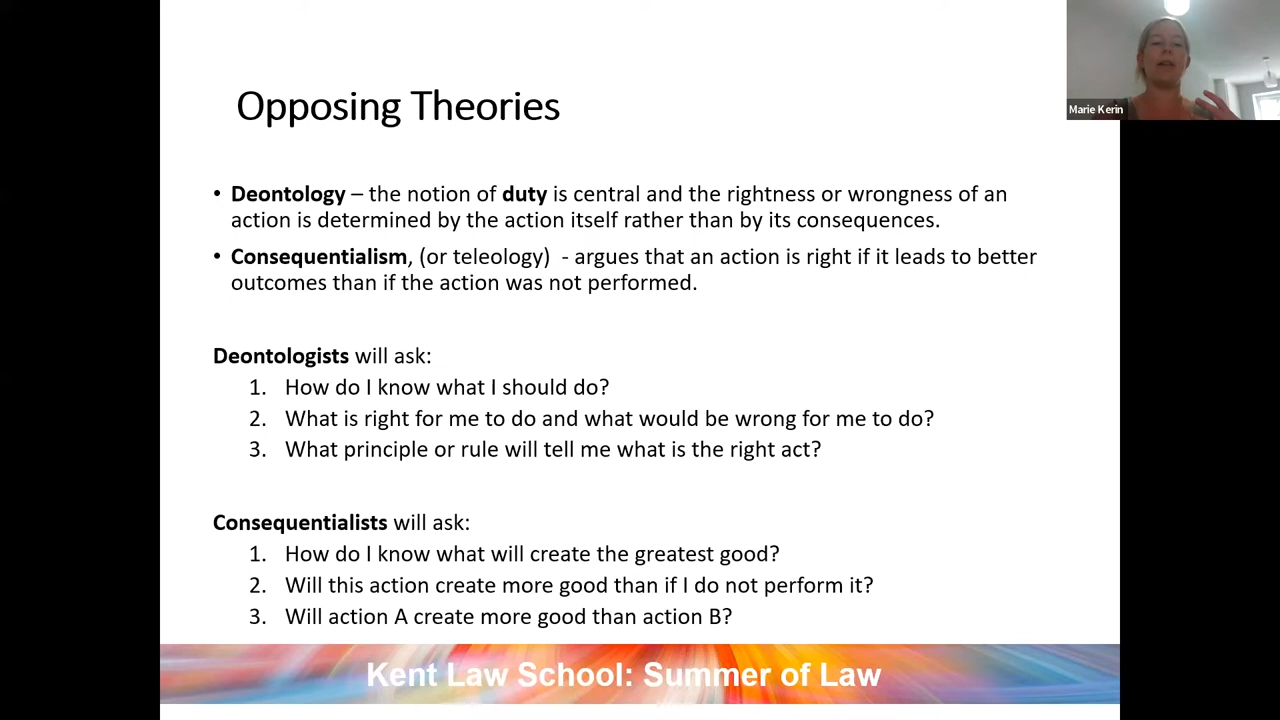 Opposing Theories
Marie Kerin
• Deontology – the notion of duty is central and the rightness or wrongness of an
action is determined by the action itself rather than by its consequences.
• Consequentialism, (or teleology)  - argues that an action is right if it leads to better
outcomes than if the action was not performed.
Deontologists will ask:
1. How do I know what I should do?
2. What is right for me to do and what would be wrong for me to do?
3. What principle or rule will tell me what is the right act?
Consequentialists will ask:
1. How do I know what will create the greatest good?
2. Will this action create more good than if I do not perform it?
3. Will action A create more good than action B?
Kent Law School: Summer of Law